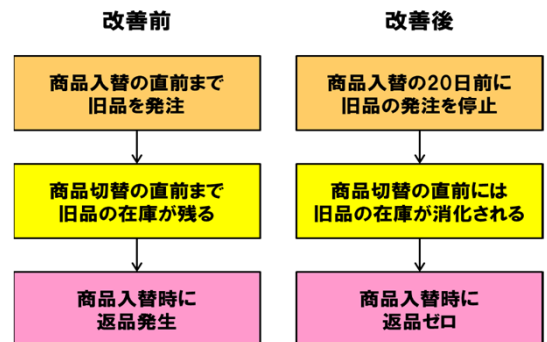 改善前
商品入替の直前まで
旧品を発注
商品切替の直前まで
旧品の在庫が残る
商品入替時に
返品発生
改善後
商品入替の20日前に
旧品の発注を停止
商品切替の直前には
旧品の在庫が消化される
商品入替時に
返品ゼロ